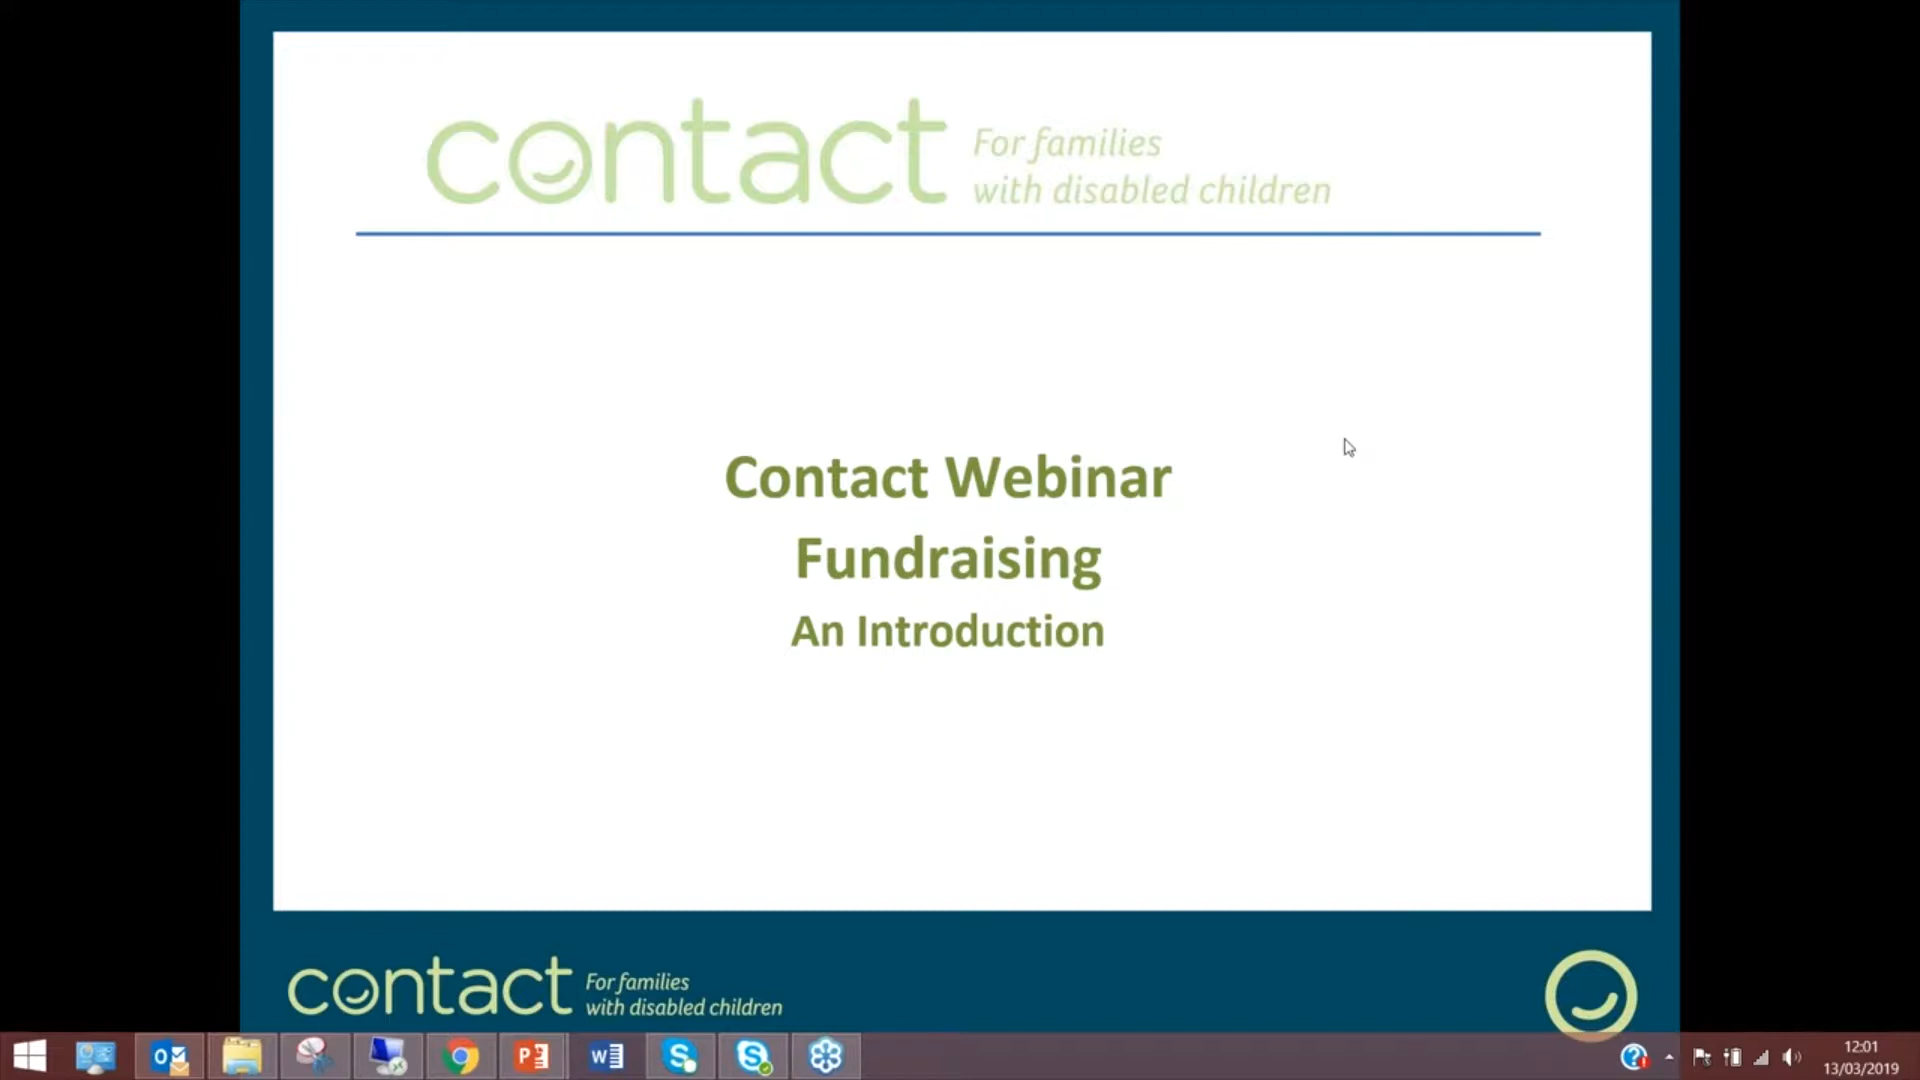 contact For families
with disabled children
Contact Webinar
Fundraising
An Introduction
contact For families
with disabled children
12:01
13/03/2019